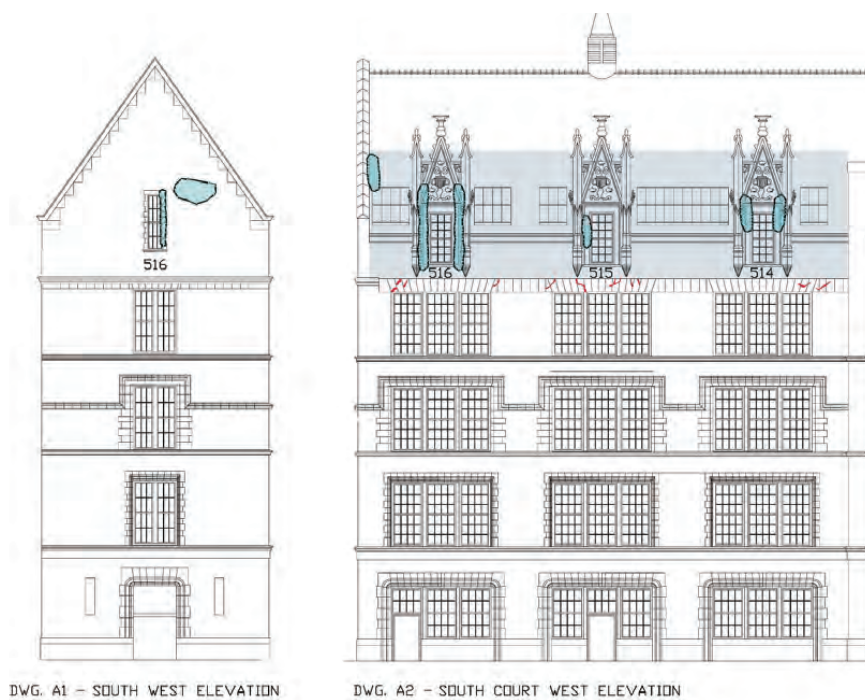 516
516
515
514
DWG. A1 - SOUTH WEST ELEVATION
DWG. A2 - SOUTH COURT WEST ELEVATION